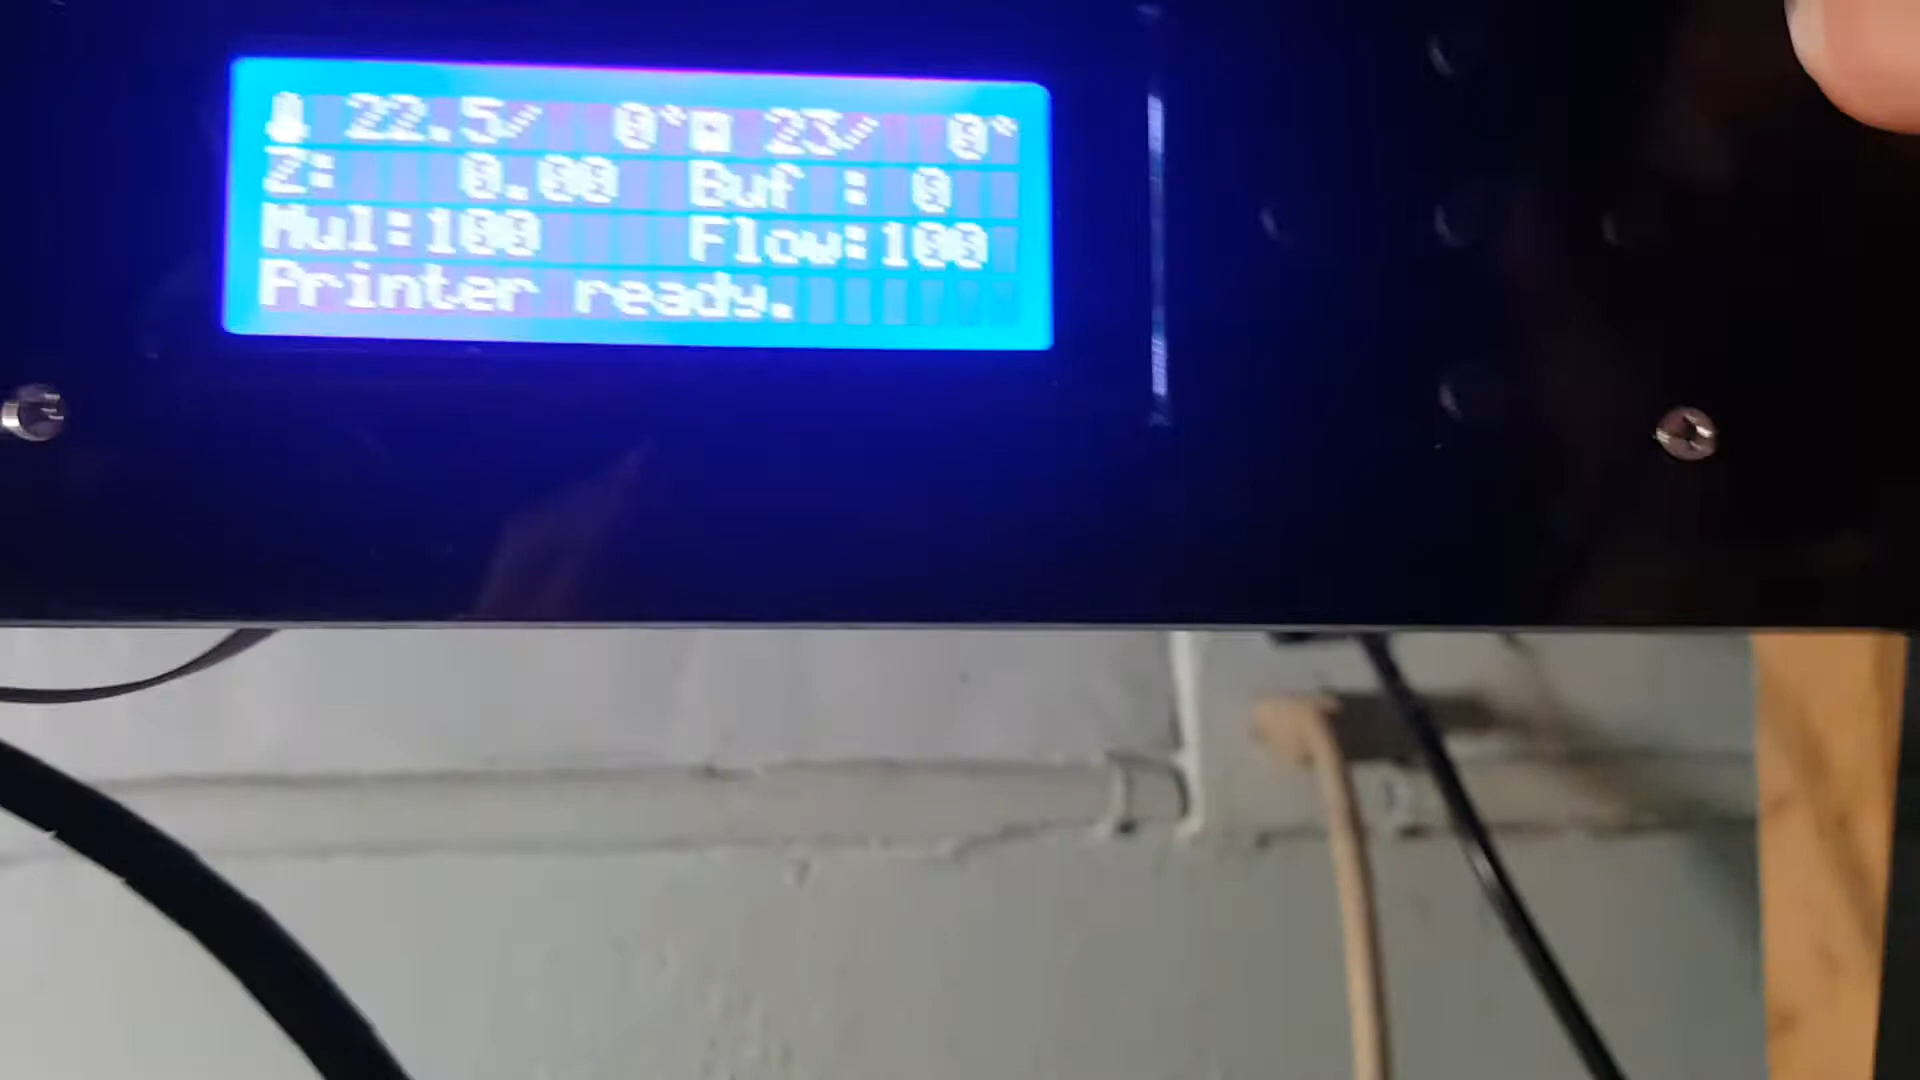 22.5/ 0° 23/ 0°
Z: 0.00 Buf : 0
Mul:100 Flow:100
Printer ready.